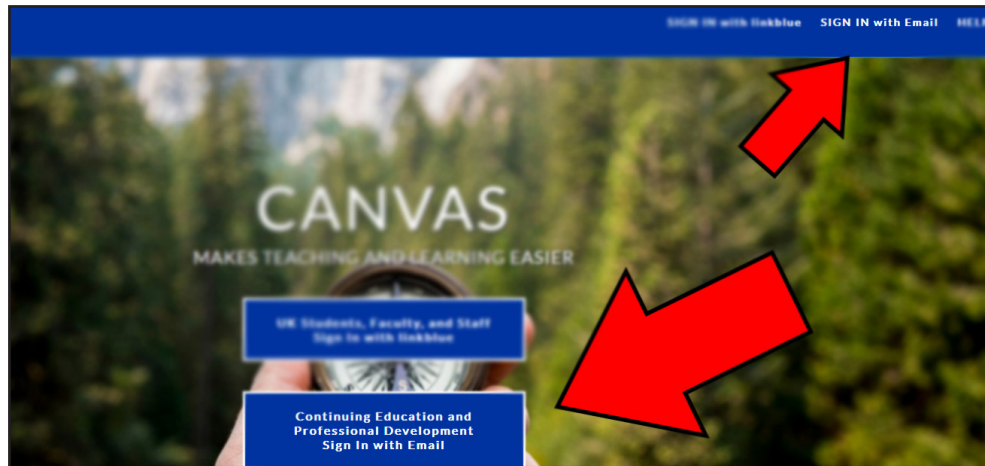 SIGN IN with linkblue SIGN IN with Email HEL
CANVAS
MAKES TEACHING AND LEARNING EASIER
UK Students, Faculty, and Staff
Sign In with linkblue
S
Continuing Education and
Professional Development
Sign In with Email